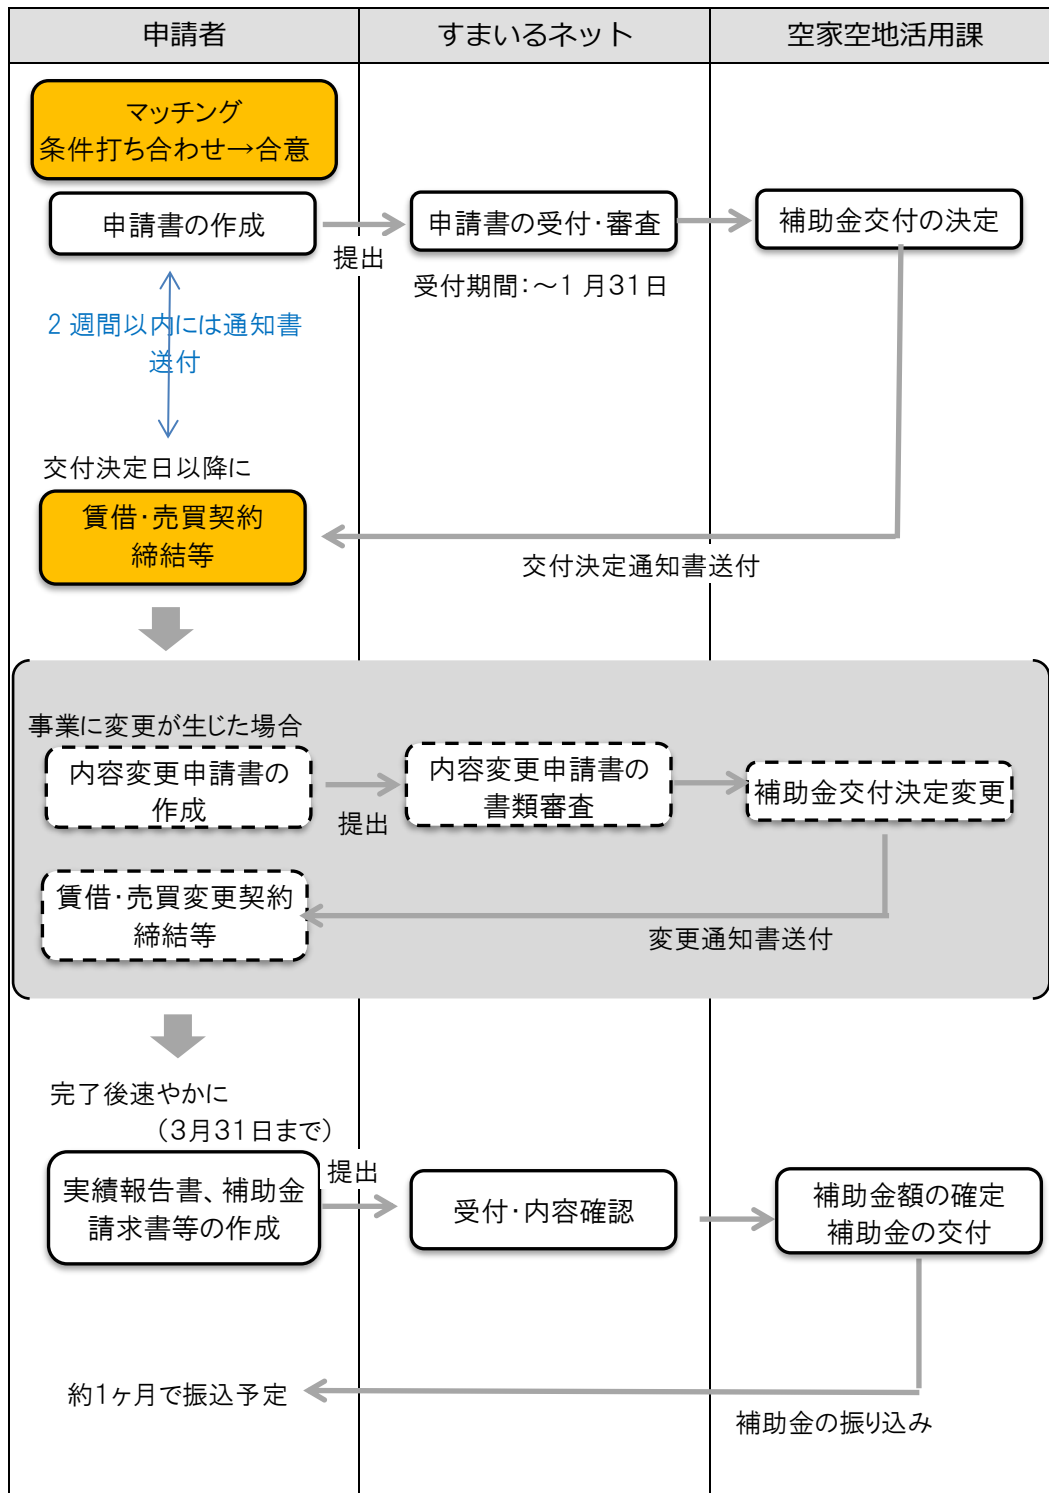 申請者
すまいるネット
空家空地活用課
マッチング
条件打ち合わせ→合意
申請書の作成
提出
申請書の受付・審査
受付期間：～1月31日
補助金交付の決定
2週間以内には通知書
送付
交付決定日以降に
賃借・売買契約
締結等
交付決定通知書送付
事業に変更が生じた場合
内容変更申請書の
作成
提出
内容変更申請書の
書類審査
補助金交付決定変更
賃借・売買変更契約
締結等
変更通知書送付
完了後速やかに
（3月31日まで）
実績報告書、補助金
請求書等の作成
提出
受付・内容確認
補助金額の確定
補助金の交付
約1ヶ月で振込予定
補助金の振り込み